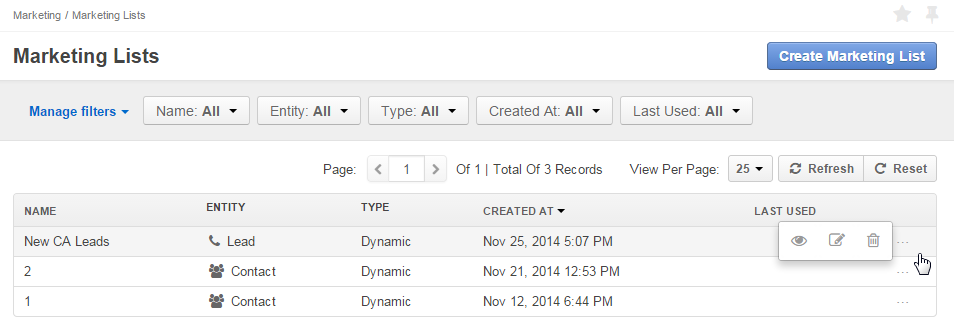 Marketing / Marketing Lists
Marketing Lists
Create Marketing List
Manage filters Name: All Entity: All Type: All Created At: All Last Used: All
Page: 1 Of 1 | Total Of 3 Records View Per Page: 25 Refresh Reset
NAME ENTITY TYPE CREATED AT LAST USED
New CA Leads Lead Dynamic Nov 25, 2014 5:07 PM ...
2 Contact Dynamic Nov 21, 2014 12:53 PM ...
1 Contact Dynamic Nov 12, 2014 6:44 PM ...